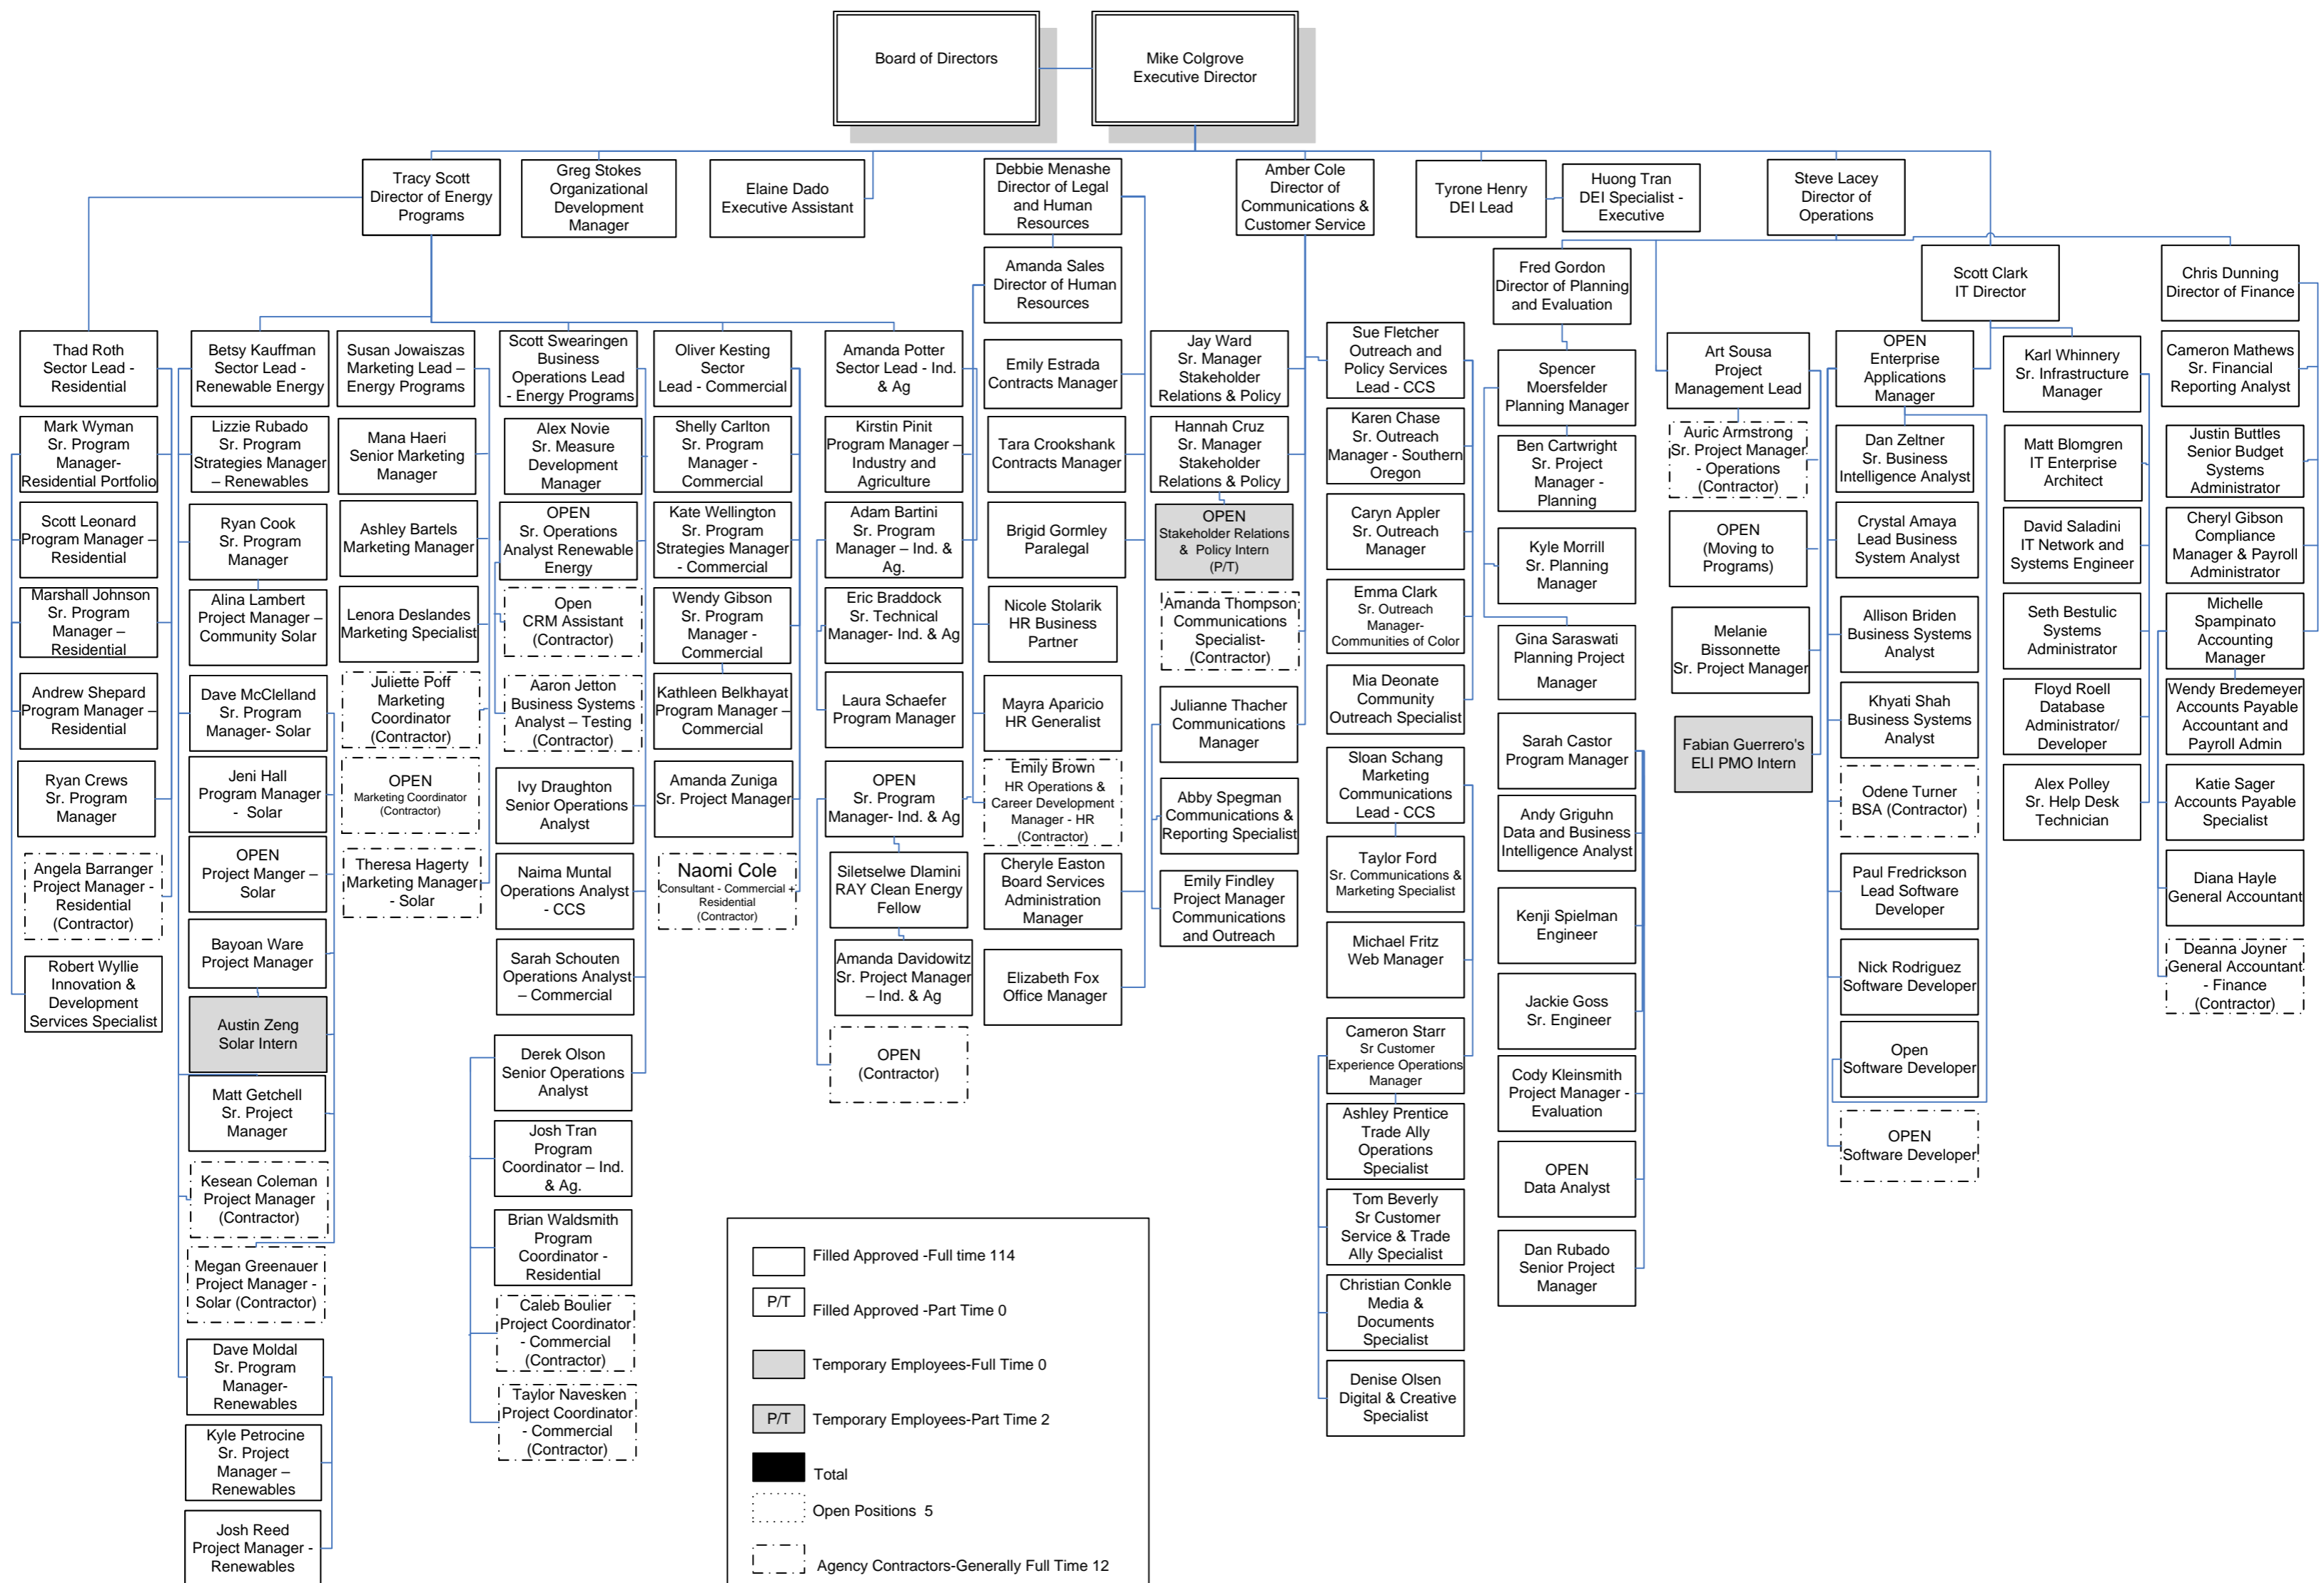 Board of Directors
Mike Colgrove
Executive Director
Tracy Scott
Director of Energy
Programs
Greg Stokes
Organizational
Development
Manager
Elaine Dado
Executive Assistant
Debbie Menashe
Director of Legal
and Human
Resources
Amber Cole
Director of
Communications &
Customer Service
Tyrone Henry
DEI Lead
Huong Tran
DEI Specialist -
Executive
Steve Lacey
Director of
Operations
Amanda Sales
Director of Human
Resources
Fred Gordon
Director of Planning
and Evaluation
Scott Clark
IT Director
Chris Dunning
Director of Finance
Thad Roth
Sector Lead -
Residential
Mark Wyman
Sr. Program
Manager-
Residential Portfolio
Scott Leonard
Program Manager –
Residential
Marshall Johnson
Sr. Program
Manager –
Residential
Andrew Shepard
Program Manager –
Residential
Ryan Crews
Sr. Program
Manager
Angela Barranger
Project Manager -
Residential
(Contractor)
Robert Wyllie
Innovation &
Development
Services Specialist
Betsy Kauffman
Sector Lead -
Renewable Energy
Lizzie Rubado
Sr. Program
Strategies Manager
– Renewables
Ryan Cook
Sr. Program
Manager
Alina Lambert
Project Manager –
Community Solar
Dave McClelland
Sr. Program
Manager- Solar
Jeni Hall
Program Manager
- Solar
OPEN
Project Manger –
Solar
Bayoan Ware
Project Manager
Austin Zeng
Solar Intern
Matt Getchell
Sr. Project
Manager
Kesean Coleman
Project Manager
(Contractor)
Megan Greenauer
Project Manager -
Solar (Contractor)
Dave Moldal
Sr. Program
Manager-
Renewables
Kyle Petrocine
Sr. Project
Manager –
Renewables
Josh Reed
Project Manager -
Renewables
Susan Jowaiszas
Marketing Lead –
Energy Programs
Mana Haeri
Senior Marketing
Manager
Ashley Bartels
Marketing Manager
Lenora Deslandes
Marketing Specialist
Juliette Poff
Marketing
Coordinator
(Contractor)
OPEN
Marketing Coordinator
(Contractor)
Theresa Hagerty
Marketing Manager
- Solar
Scott Swearingen
Business
Operations Lead
- Energy Programs
Alex Novie
Sr. Measure
Development
Manager
OPEN
Sr. Operations
Analyst Renewable
Energy
Open
CRM Assistant
(Contractor)
Aaron Jetton
Business Systems
Analyst – Testing
(Contractor)
Ivy Draughton
Senior Operations
Analyst
Naima Muntal
Operations Analyst
- CCS
Sarah Schouten
Operations Analyst
– Commercial
Derek Olson
Senior Operations
Analyst
Josh Tran
Program
Coordinator – Ind.
& Ag.
Brian Waldsmith
Program
Coordinator -
Residential
Caleb Boulier
Project Coordinator
- Commercial
(Contractor)
Taylor Navesken
Project Coordinator
- Commercial
(Contractor)
Oliver Kesting
Sector
Lead - Commercial
Shelly Carlton
Sr. Program
Manager -
Commercial
Kate Wellington
Sr. Program
Strategies Manager
- Commercial
Wendy Gibson
Sr. Program
Manager -
Commercial
Kathleen Belkhayat
Program Manager –
Commercial
Amanda Zuniga
Sr. Project Manager
Naomi Cole
Consultant - Commercial +
Residential
(Contractor)
Amanda Potter
Sector Lead - Ind.
& Ag
Kirstin Pinit
Program Manager –
Industry and
Agriculture
Adam Bartini
Sr. Program
Manager – Ind. &
Ag.
Eric Braddock
Sr. Technical
Manager- Ind. & Ag
Laura Schaefer
Program Manager
OPEN
Sr. Program
Manager- Ind. & Ag
Siletselwe Dlamini
RAY Clean Energy
Fellow
Amanda Davidowitz
Sr. Project Manager
– Ind. & Ag
OPEN
(Contractor)
Emily Estrada
Contracts Manager
Tara Crookshank
Contracts Manager
Brigid Gormley
Paralegal
Nicole Stolarik
HR Business
Partner
Mayra Aparicio
HR Generalist
Emily Brown
HR Operations &
Career Development
Manager - HR
(Contractor)
Cheryle Easton
Board Services
Administration
Manager
Elizabeth Fox
Office Manager
Jay Ward
Sr. Manager
Stakeholder
Relations & Policy
Hannah Cruz
Sr. Manager
Stakeholder
Relations & Policy
OPEN
Stakeholder Relations
& Policy Intern
(P/T)
Amanda Thompson
Communications
Specialist-
(Contractor)
Julianne Thacher
Communications
Manager
Abby Spegman
Communications &
Reporting Specialist
Emily Findley
Project Manager
Communications
and Outreach
Sue Fletcher
Outreach and
Policy Services
Lead - CCS
Karen Chase
Sr. Outreach
Manager - Southern
Oregon
Caryn Appler
Sr. Outreach
Manager
Emma Clark
Sr. Outreach
Manager-
Communities of Color
Mia Deonate
Community
Outreach Specialist
Sloan Schang
Marketing
Communications
Lead - CCS
Taylor Ford
Sr. Communications &
Marketing Specialist
Michael Fritz
Web Manager
Cameron Starr
Sr Customer
Experience Operations
Manager
Ashley Prentice
Trade Ally
Operations
Specialist
Tom Beverly
Sr Customer
Service & Trade
Ally Specialist
Christian Conkle
Media &
Documents
Specialist
Denise Olsen
Digital & Creative
Specialist
Spencer
Moersfelder
Planning Manager
Ben Cartwright
Sr. Project
Manager -
Planning
Kyle Morrill
Sr. Planning
Manager
Gina Saraswati
Planning Project
Manager
Sarah Castor
Program Manager
Andy Griguhn
Data and Business
Intelligence Analyst
Kenji Spielman
Engineer
Jackie Goss
Sr. Engineer
Cody Kleinsmith
Project Manager -
Evaluation
OPEN
Data Analyst
Dan Rubado
Senior Project
Manager
Art Sousa
Project
Management Lead
Auric Armstrong
Sr. Project Manager
- Operations
(Contractor)
OPEN
(Moving to
Programs)
Melanie
Bissonnette
Sr. Project Manager
Fabian Guerrero's
ELI PMO Intern
OPEN
Enterprise
Applications
Manager
Dan Zeltner
Sr. Business
Intelligence Analyst
Crystal Amaya
Lead Business
System Analyst
Allison Briden
Business Systems
Analyst
Khyati Shah
Business Systems
Analyst
Odene Turner
BSA (Contractor)
Paul Fredrickson
Lead Software
Developer
Nick Rodriguez
Software Developer
Open
Software Developer
OPEN
Software Developer
Karl Whinnery
Sr. Infrastructure
Manager
Matt Blomgren
IT Enterprise
Architect
David Saladini
IT Network and
Systems Engineer
Seth Bestulic
Systems
Administrator
Floyd Roell
Database
Administrator/
Developer
Alex Polley
Sr. Help Desk
Technician
Cameron Mathews
Sr. Financial
Reporting Analyst
Justin Buttles
Senior Budget
Systems
Administrator
Cheryl Gibson
Compliance
Manager & Payroll
Administrator
Michelle
Spampinato
Accounting
Manager
Wendy Bredemeyer
Accounts Payable
Accountant and
Payroll Admin
Katie Sager
Accounts Payable
Specialist
Diana Hayle
General Accountant
Deanna Joyner
General Accountant
- Finance
(Contractor)
Filled Approved -Full time 114
P/T Filled Approved -Part Time 0
Temporary Employees-Full Time 0
P/T Temporary Employees-Part Time 2
Total
Open Positions 5
Agency Contractors-Generally Full Time 12